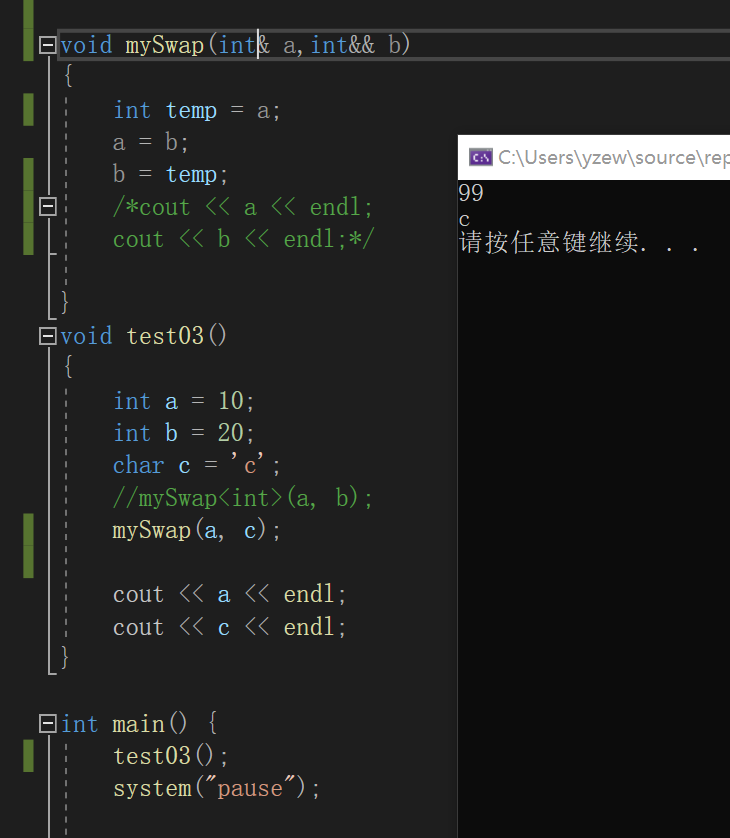 void mySwap(int& a,int&& b)
{
int temp = a;
a = b;
b = temp;
/*cout << a << endl;
cout << b << endl;*/
}
void test03()
{
int a = 10;
int b = 20;
char c = 'c';
//mySwap<int>(a, b);
mySwap(a, c);
cout << a << endl;
cout << c << endl;
}
int main() {
test03();
system("pause");
C:\Users\yzew\source\rep
99
c
请按任意键继续. . .